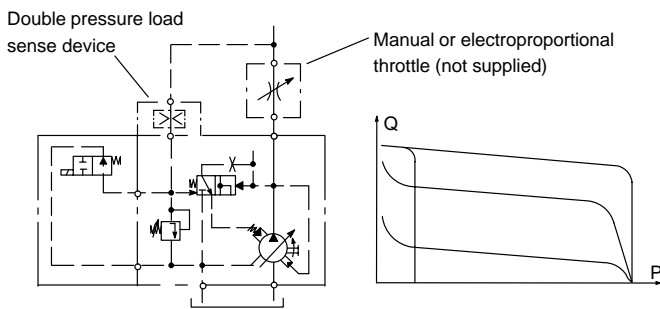 Double pressure load
sense device
Manual or electroproportional
throttle (not supplied)
Q
P